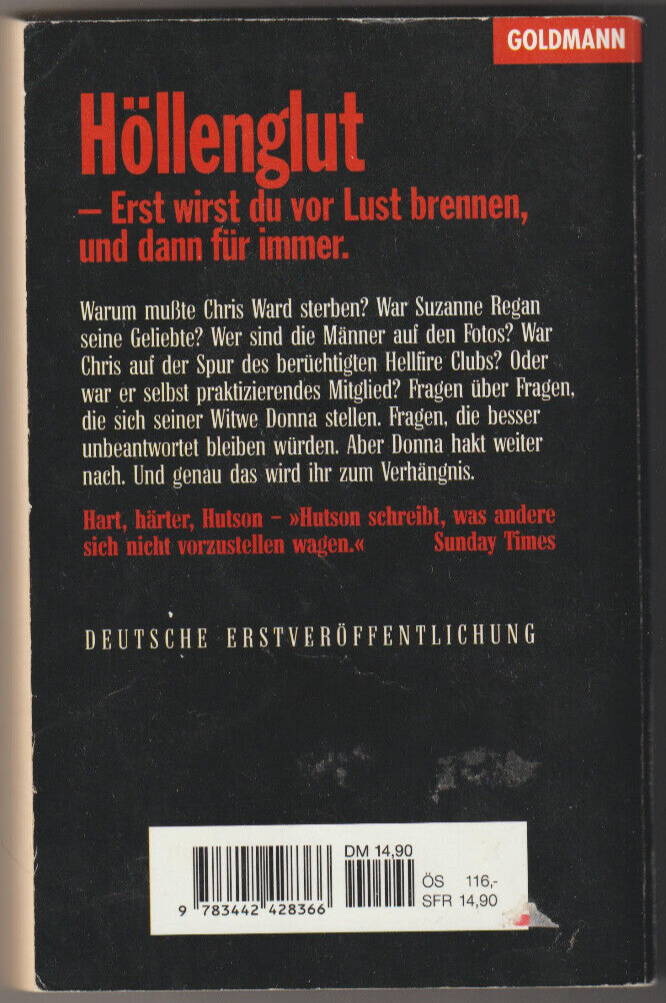 GOLDMANN
Höllenglut
– Erst wirst du vor Lust brennen,
und dann für immer.
Warum mußte Chris Ward sterben? War Suzanne Regan
seine Geliebte? Wer sind die Männer auf den Fotos? War
Chris auf der Spur des berüchtigten Hellfire Clubs? Oder
war er selbst praktizierendes Mitglied? Fragen über Fragen,
die sich seiner Witwe Donna stellen. Fragen, die besser
unbeantwortet bleiben würden. Aber Donna hakt weiter
nach. Und genau das wird ihr zum Verhängnis.
Hart, härter, Hutson – »Hutson schreibt, was andere
sich nicht vorzustellen wagen.« Sunday Times
DEUTSCHE ERSTVERÖFFENTLICHUNG
DM 14,90
ÖS 116,-
SFR 14,90
9 783442 428366